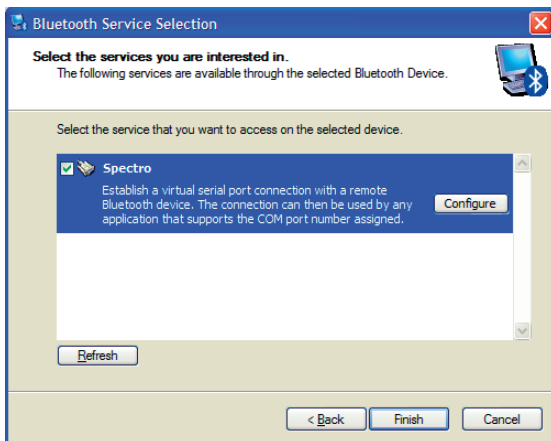 Bluetooth Service Selection
Select the services you are interested in.
The following services are available through the selected Bluetooth Device.
Select the service that you want to access on the selected device.
Spectro
Establish a virtual serial port connection with a remote
Bluetooth device. The connection can then be used by any
application that supports the COM port number assigned.
Configure
Refresh
< Back
Finish
Cancel